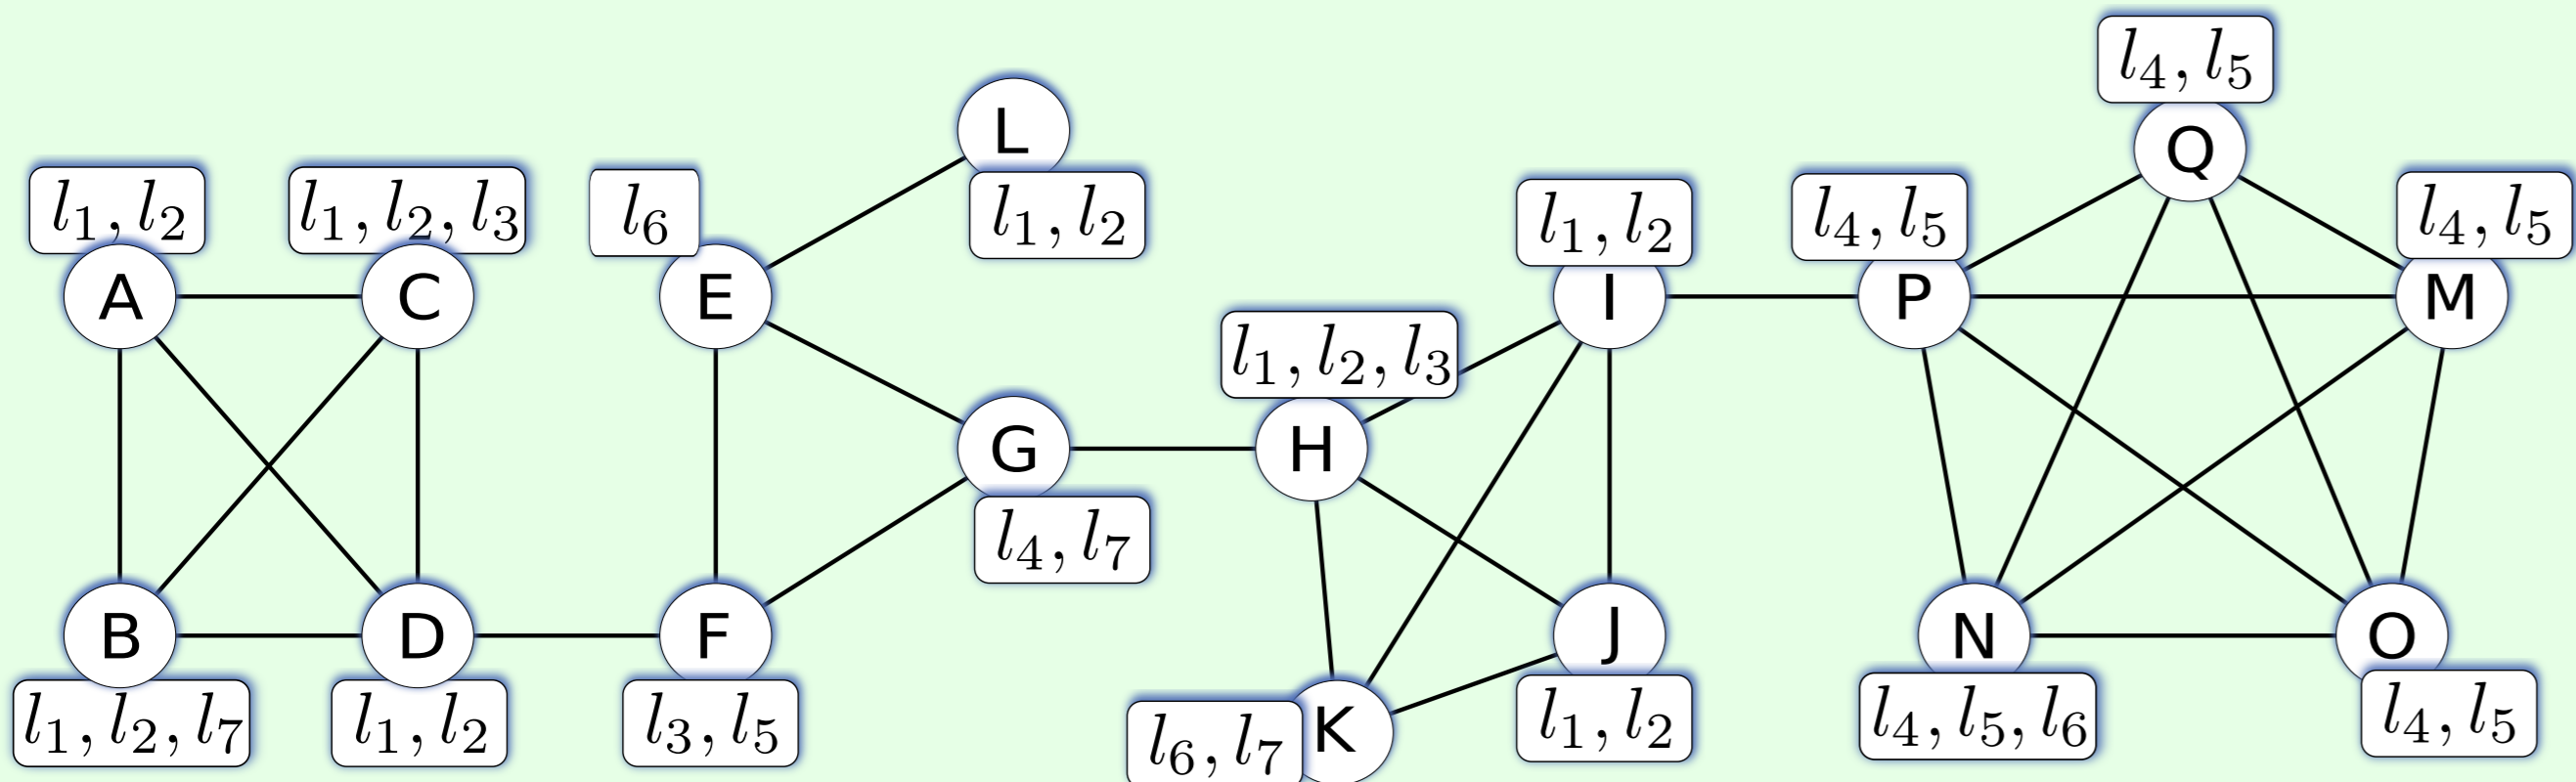 l4, l5
Q
L
l1, l2
l1, l2
l1, l2, l3
l6
l1, l2
l4, l5
l4, l5
A
C
E
I
P
M
l1, l2, l3
G
H
l4, l7
B
D
F
J
N
O
l1, l2, l7
l1, l2
l3, l5
l6, l7
K
l1, l2
l4, l5, l6
l4, l5